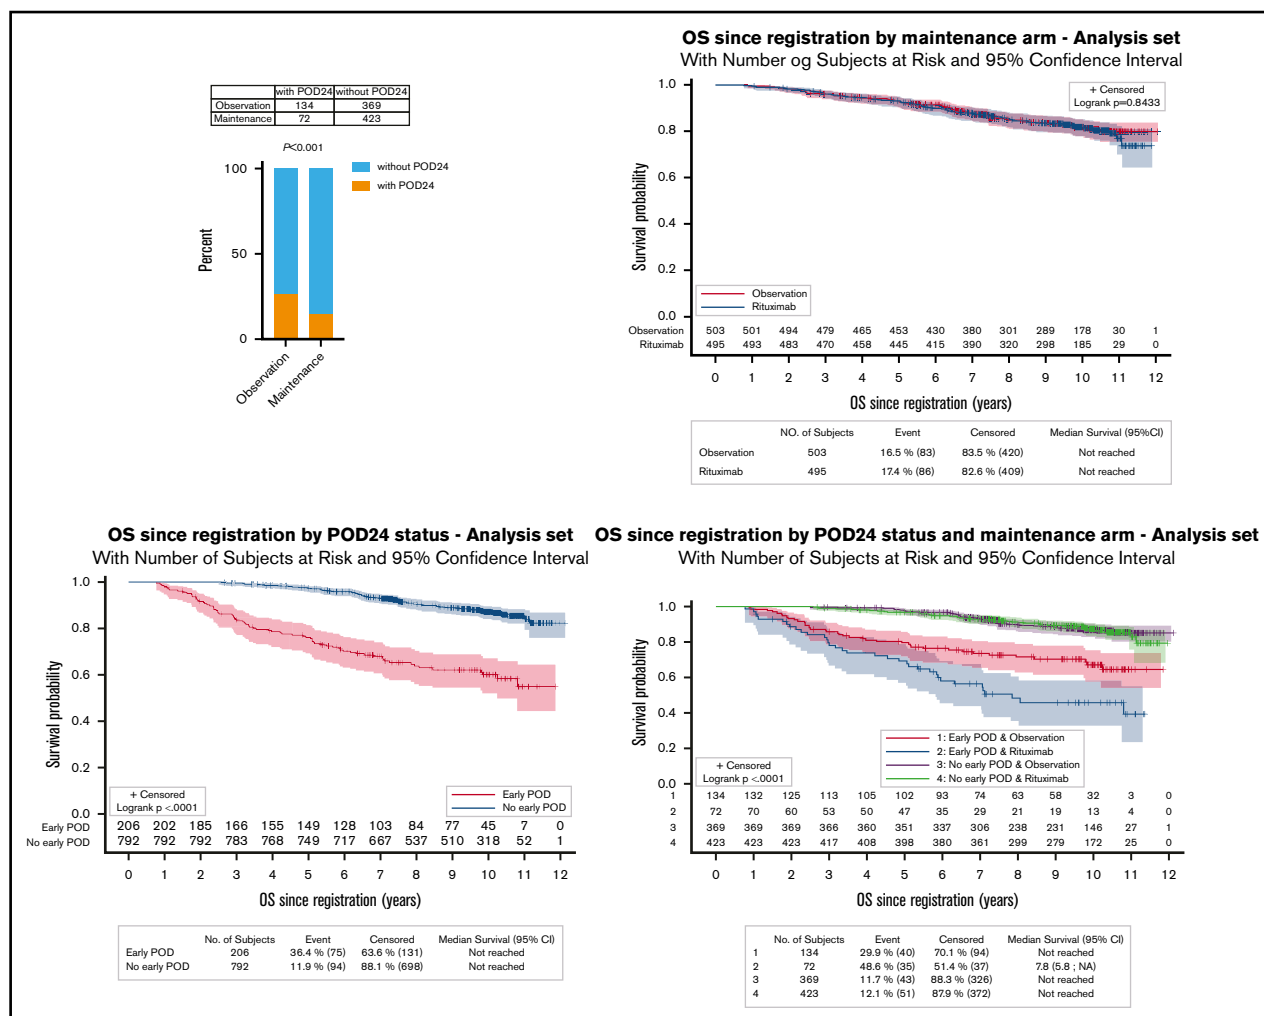 with POD24 without POD24
Observation 134 369
Maintenance 72 423
P<0.001
100
50
0
Percent
without POD24
with POD24
Observation
Maintenance
OS since registration by maintenance arm - Analysis set
With Number og Subjects at Risk and 95% Confidence Interval
+ Censored
Logrank p=0.8433
1.0
0.8
0.6
0.4
0.2
0.0
Survival probability
Observation
Rituximab
Observation 503 501 494 479 465 453 430 380 301 289 178 30 1
Rituximab 495 493 483 470 458 445 415 390 320 298 185 29 0
0 1 2 3 4 5 6 7 8 9 10 11 12
OS since registration (years)
NO. of Subjects Event Censored Median Survival (95%CI)
Observation 503 16.5 % (83) 83.5 % (420) Not reached
Rituximab 495 17.4 % (86) 82.6 % (409) Not reached
OS since registration by POD24 status - Analysis set
With Number of Subjects at Risk and 95% Confidence Interval
1.0
0.8
0.6
0.4
0.2
0.0
Survival probability
+ Censored
Logrank p <.0001
Early POD
No early POD
Early POD 206 202 185 166 155 149 128 103 84 77 45 7 0
No early POD 792 792 792 783 768 749 717 667 537 510 318 52 1
0 1 2 3 4 5 6 7 8 9 10 11 12
OS since registration (years)
No. of Subjects Event Censored Median Survival (95% CI)
Early POD 206 36.4 % (75) 63.6 % (131) Not reached
No early POD 792 11.9 % (94) 88.1 % (698) Not reached
OS since registration by POD24 status and maintenance arm - Analysis set
With Number of Subjects at Risk and 95% Confidence Interval
1.0
0.8
0.6
0.4
0.2
0.0
Survival probability
+ Censored
Logrank p <.0001
1: Early POD & Observation
2: Early POD & Rituximab
3: No early POD & Observation
4: No early POD & Rituximab
1 134 132 125 113 105 102 93 74 63 58 32 3 0
2 72 70 60 53 50 47 35 29 21 19 13 4 0
3 369 369 369 366 360 351 337 306 238 231 146 27 1
4 423 423 423 417 408 398 380 361 299 279 172 25 0
0 1 2 3 4 5 6 7 8 9 10 11 12
OS since registration (years)
No. of Subjects Event Censored Median Survival (95% CI)
1 134 29.9 % (40) 70.1 % (94) Not reached
2 72 48.6 % (35) 51.4 % (37) 7.8 (5.8 ; NA)
3 369 11.7 % (43) 88.3 % (326) Not reached
4 423 12.1 % (51) 87.9 % (372) Not reached